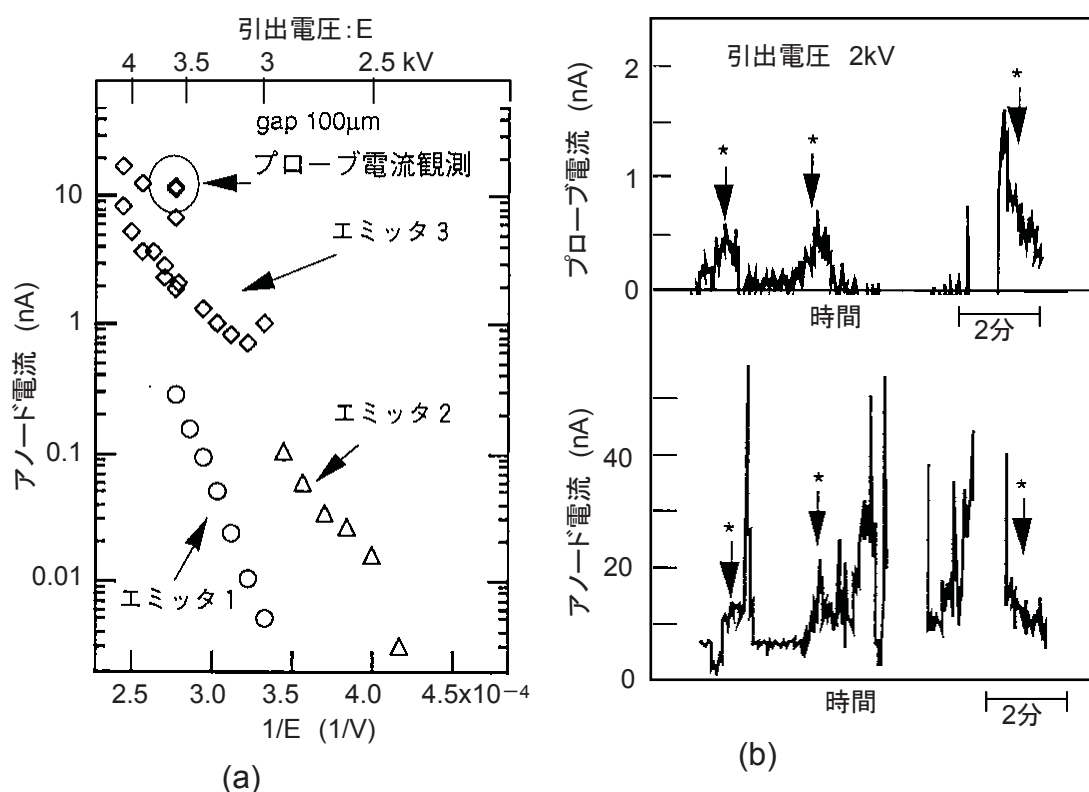 引出電圧:E
4 3.5 3 2.5 kV
gap 100μm
プローブ電流観測
エミッタ3
エミッタ2
エミッタ1
アノード電流 (nA)
10
1
0.1
0.01
2.5 3.0 3.5 4.0 4.5x10⁻⁴
1/E (1/V)
(a)
引出電圧 2kV
プローブ電流 (nA)
2
1
0
* * *
時間
2分
アノード電流 (nA)
40
20
0
* * *
時間
2分
(b)